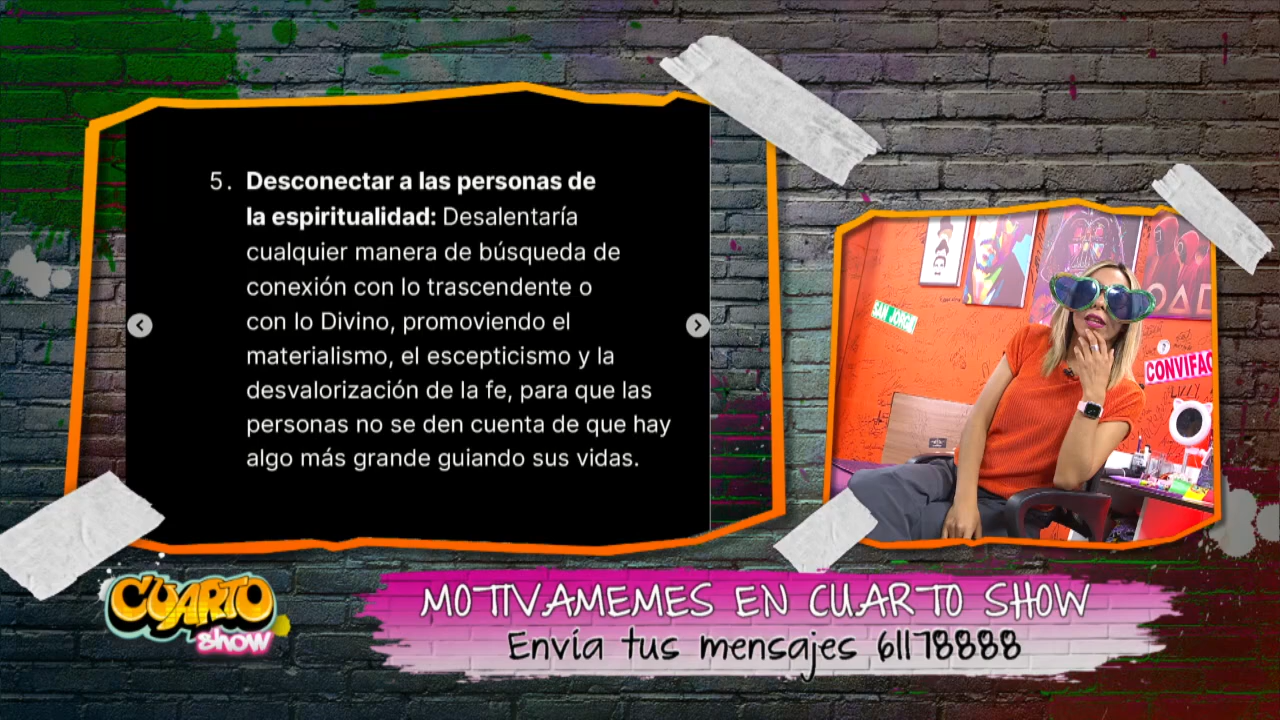 5. Desconectar a las personas de
la espiritualidad: Desalentaría
cualquier manera de búsqueda de
conexión con lo trascendente o
con lo Divino, promoviendo el
materialismo, el escepticismo y la
desvalorización de la fe, para que las
personas no se den cuenta de que hay
algo más grande guiando sus vidas.
SAN JORGE
CONVIFAC
CUARTO
show
MOTIVAMEMES EN CUARTO SHOW
Envía tus mensajes 61178888